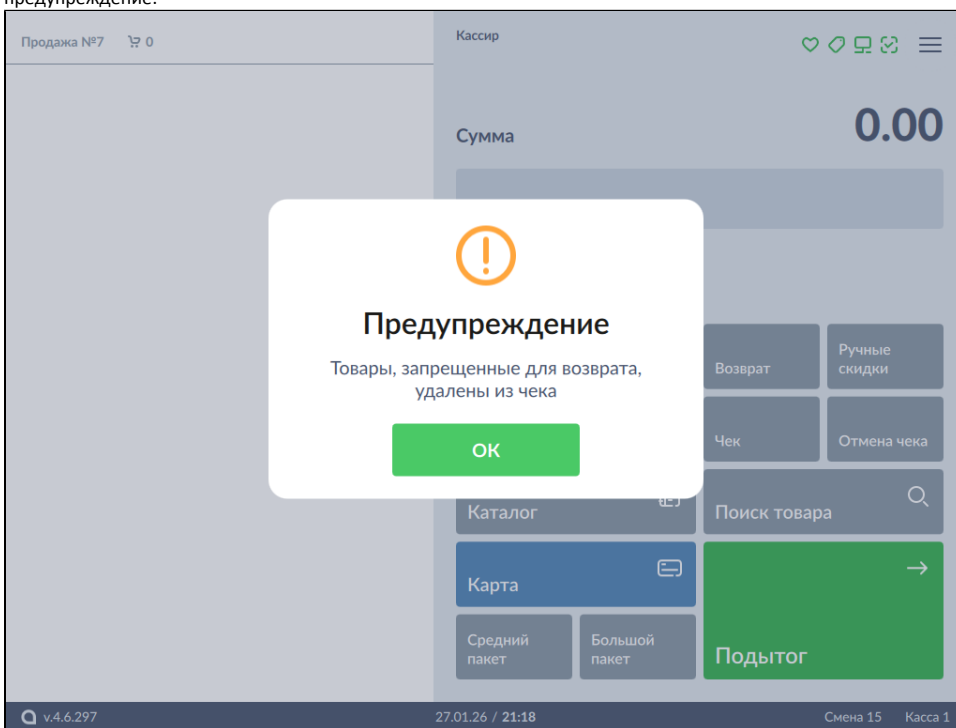 предупреждение:
Продажа №7 0
Кассир
Сумма
0.00
Предупреждение
Товары, запрещенные для возврата,
удалены из чека
ОК
Возврат
Ручные
скидки
Чек
Отмена чека
Каталог
Поиск товара
Карта
Средний
пакет
Большой
пакет
Подытог
v.4.6.297
27.01.26 / 21:18
Смена 15
Касса 1